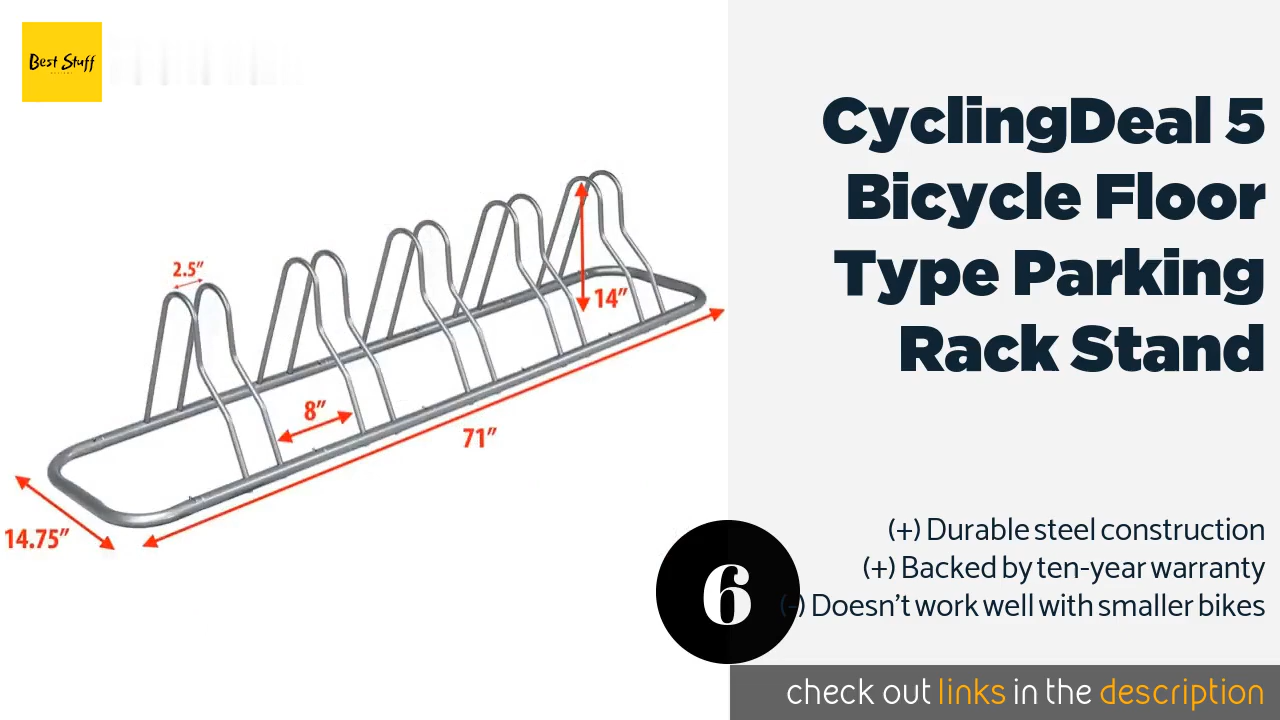 Best Stuff
CyclingDeal 5
Bicycle Floor
Type Parking
Rack Stand
2.5"
14"
8"
71"
14.75"
6
(+) Durable steel construction
(+) Backed by ten-year warranty
(-) Doesn't work well with smaller bikes
check out links in the description